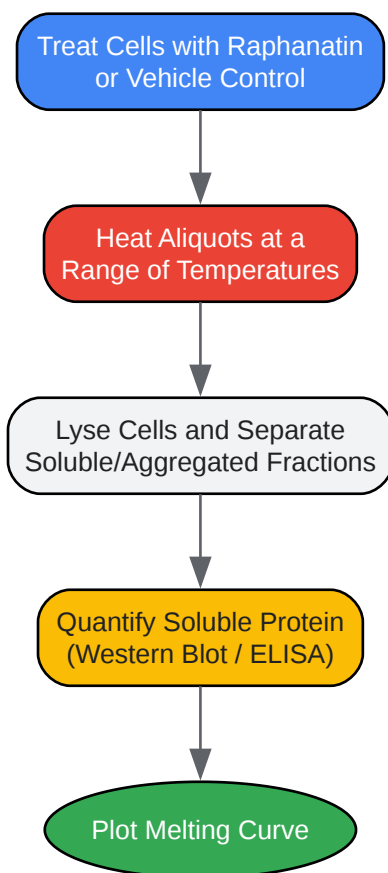 Treat Cells with Raphanatin
or Vehicle Control
Heat Aliquots at a
Range of Temperatures
Lyse Cells and Separate
Soluble/Aggregated Fractions
Quantify Soluble Protein
(Western Blot / ELISA)
Plot Melting Curve